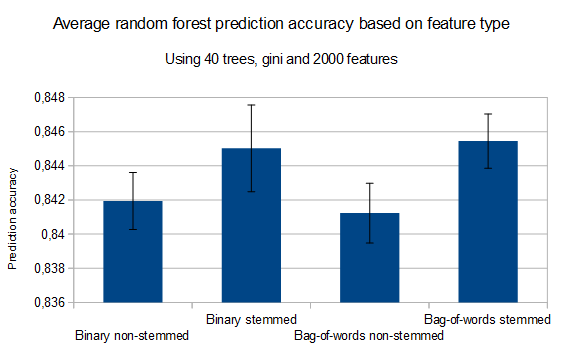 Average random forest prediction accuracy based on feature type
Using 40 trees, gini and 2000 features
0,848
0,846
0,844
0,842
0,84
0,838
0,836
Prediction accuracy
Binary non-stemmed
Binary stemmed
Bag-of-words non-stemmed
Bag-of-words stemmed